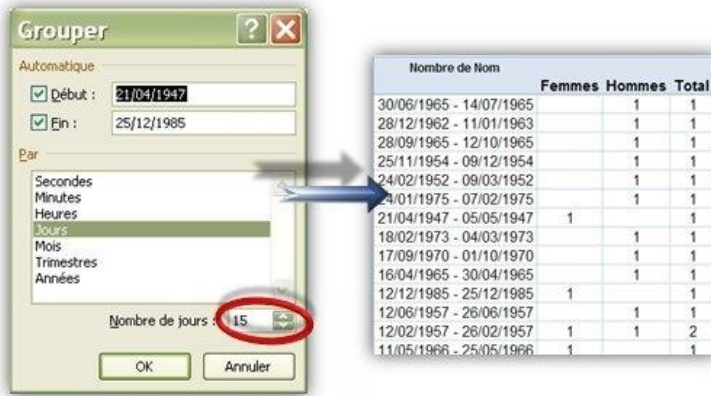 Grouper
Automatique
Début : 21/04/1947
Fin : 25/12/1985
Par
Secondes
Minutes
Heures
Jours
Mois
Trimestres
Années
Nombre de jours : 15
OK Annuler
Nombre de Nom
Femmes Hommes Total
30/06/1965 - 14/07/1965 1 1
28/12/1962 - 11/01/1963 1 1
28/09/1965 - 12/10/1965 1 1
25/11/1954 - 09/12/1954 1 1
24/02/1952 - 09/03/1952 1 1
24/01/1975 - 07/02/1975 1 1
21/04/1947 - 05/05/1947 1 1
18/02/1973 - 04/03/1973 1 1
17/09/1970 - 01/10/1970 1 1
16/04/1965 - 30/04/1965 1 1
12/12/1985 - 25/12/1985 1 1
12/06/1957 - 26/06/1957 1 1
12/02/1957 - 26/02/1957 1 1 2
11/05/1966 - 25/05/1966 1 1